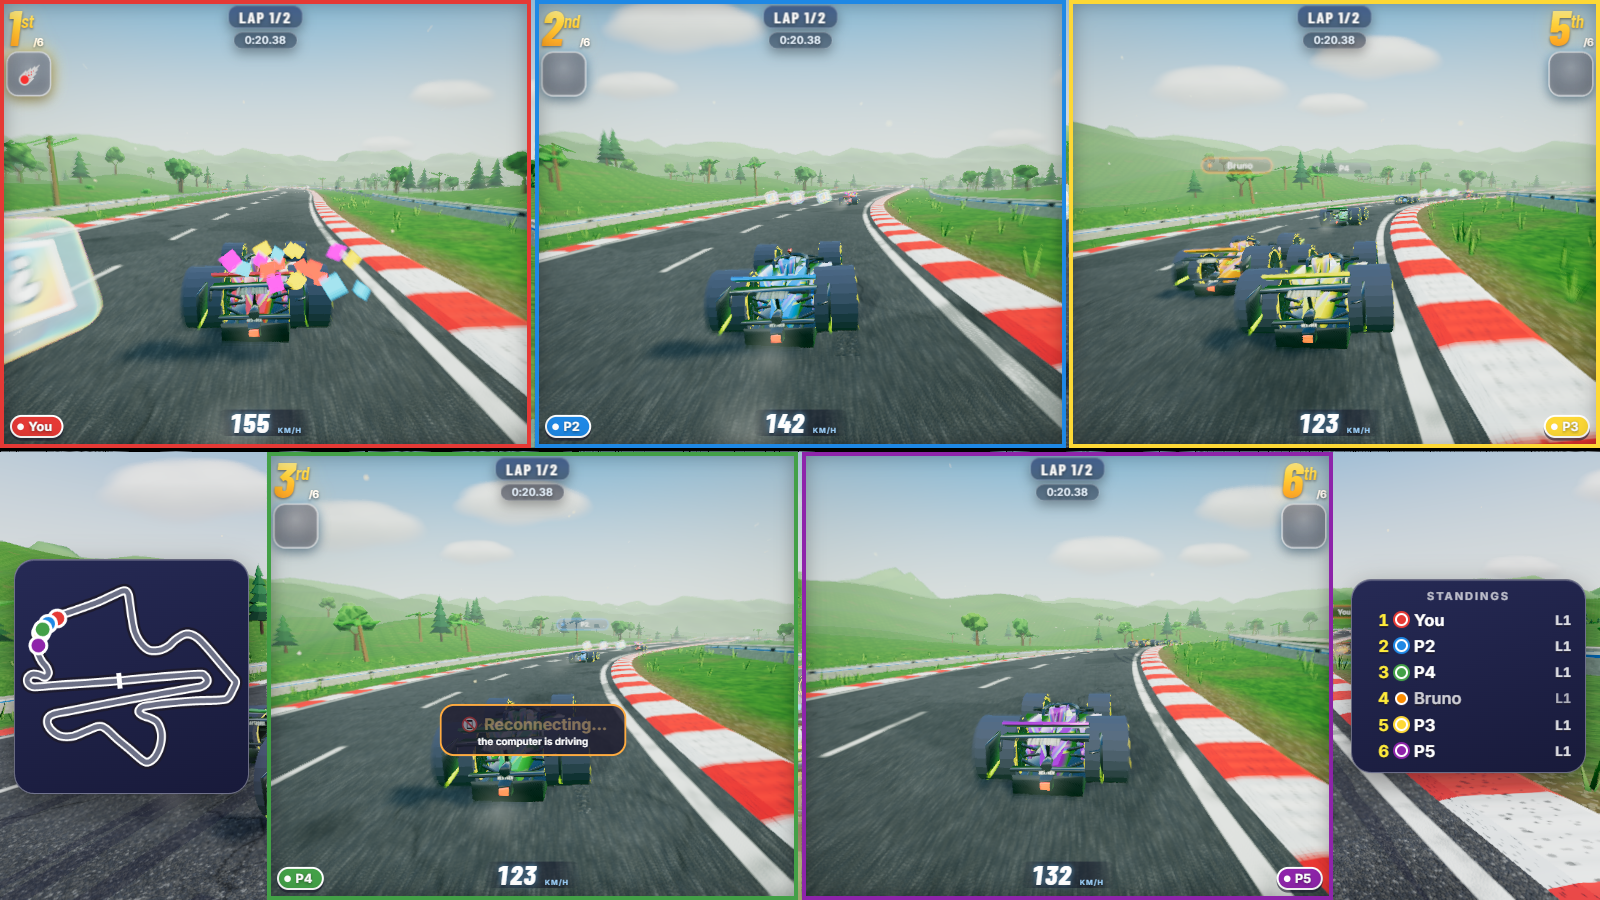 1st
/6
LAP 1/2
0:20.38
155 KM/H
You
2nd
/6
LAP 1/2
0:20.38
142 KM/H
P2
LAP 1/2
0:20.38
5th
/6
Bruno
P4
123 KM/H
P3
3rd
/6
LAP 1/2
0:20.38
Reconnecting...
the computer is driving
P4
123 KM/H
LAP 1/2
0:20.38
6th
/6
132 KM/H
P5
You
STANDINGS
1 You L1
2 P2 L1
3 P4 L1
4 Bruno L1
5 P3 L1
6 P5 L1